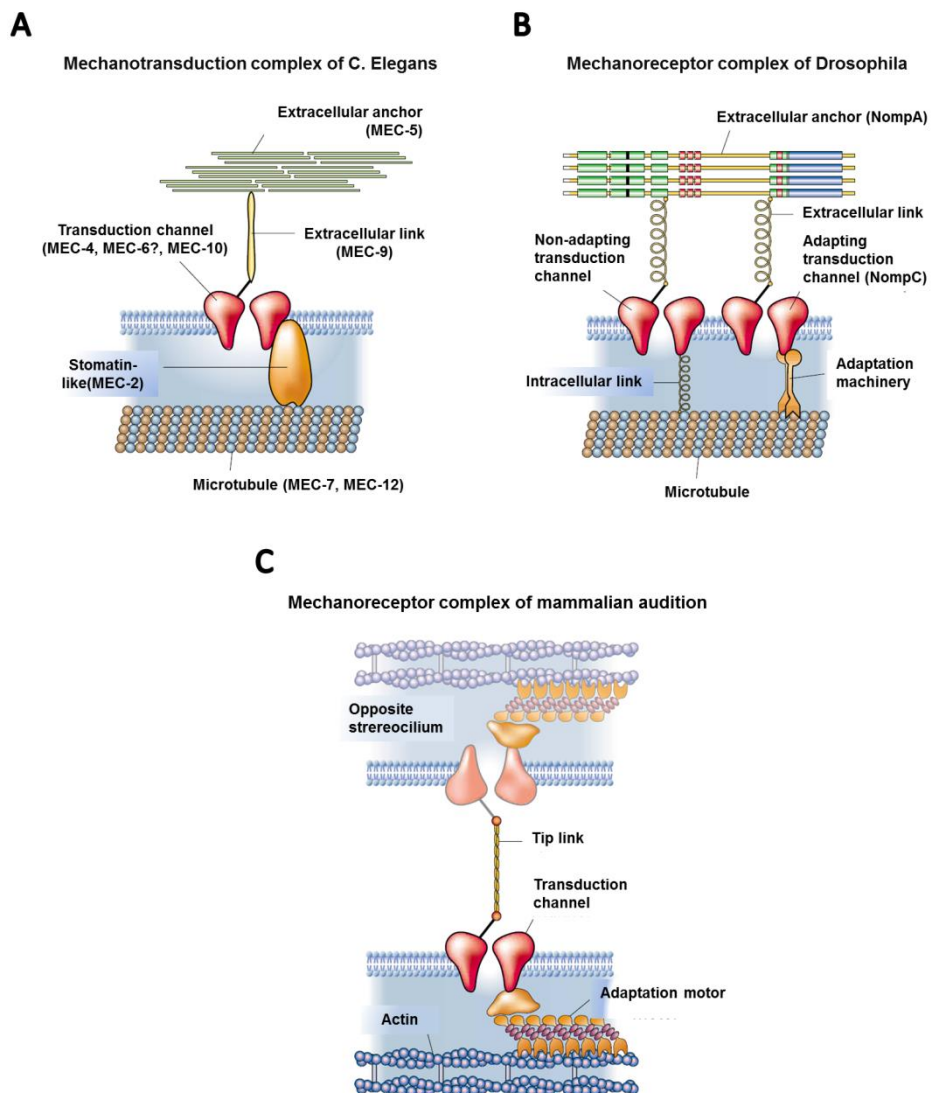 A
Mechanotransduction complex of C. Elegans
Extracellular anchor
(MEC-5)
Transduction channel
(MEC-4, MEC-6?, MEC-10)
Extracellular link
(MEC-9)
Stomatin-
like(MEC-2)
Microtubule (MEC-7, MEC-12)
B
Mechanoreceptor complex of Drosophila
Extracellular anchor (NompA)
Extracellular link
Non-adapting
transduction
channel
Adapting
transduction
channel (NompC)
Intracellular link
Adaptation
machinery
Microtubule
C
Mechanoreceptor complex of mammalian audition
Opposite
strereocilium
Tip link
Transduction
channel
Adaptation motor
Actin